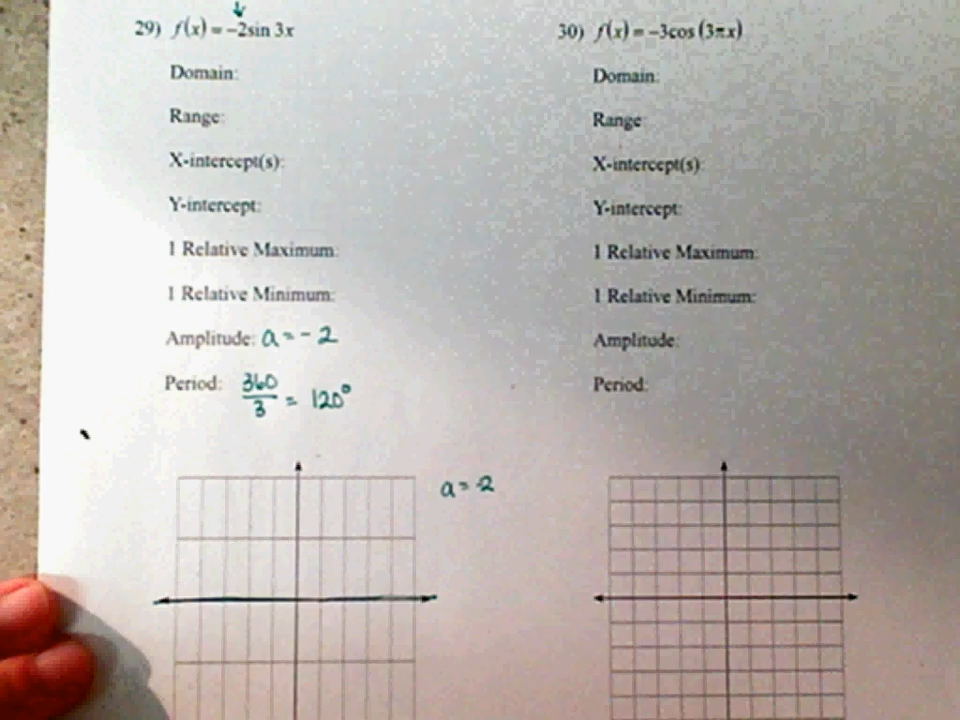 29) f(x) = -2sin 3x
Domain:
Range:
X-intercept(s):
Y-intercept:
1 Relative Maximum:
1 Relative Minimum:
Amplitude: a = -2
Period: 360/3 = 120°
a = -2
30) f(x) = -3cos (3πx)
Domain:
Range:
X-intercept(s):
Y-intercept:
1 Relative Maximum:
1 Relative Minimum:
Amplitude:
Period: